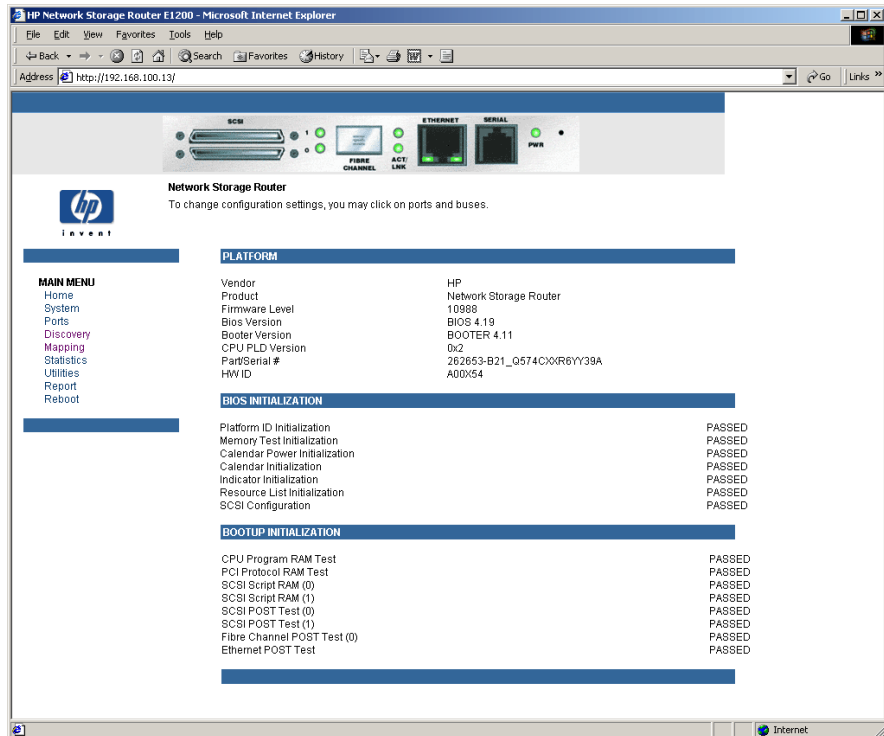 HP Network Storage Router E1200 - Microsoft Internet Explorer
File Edit View Favorites Tools Help
Back Search Favorites History
Address http://192.168.100.13/ Go Links »
SCSI ETHERNET SERIAL
1
0
FIBRE CHANNEL ACT/ LNK PWR
hp
invent
Network Storage Router
To change configuration settings, you may click on ports and buses.
MAIN MENU
Home
System
Ports
Discovery
Mapping
Statistics
Utilities
Report
Reboot
PLATFORM
Vendor HP
Product Network Storage Router
Firmware Level 10988
Bios Version BIOS 4.19
Booter Version BOOTER 4.11
CPU PLD Version 0x2
Part/Serial # 262653-B21_Q574CXXR6YY39A
HW ID A00X54
BIOS INITIALIZATION
Platform ID Initialization PASSED
Memory Test Initialization PASSED
Calendar Power Initialization PASSED
Calendar Initialization PASSED
Indicator Initialization PASSED
Resource List Initialization PASSED
SCSI Configuration PASSED
BOOTUP INITIALIZATION
CPU Program RAM Test PASSED
PCI Protocol RAM Test PASSED
SCSI Script RAM (0) PASSED
SCSI Script RAM (1) PASSED
SCSI POST Test (0) PASSED
SCSI POST Test (1) PASSED
Fibre Channel POST Test (0) PASSED
Ethernet POST Test PASSED
Internet